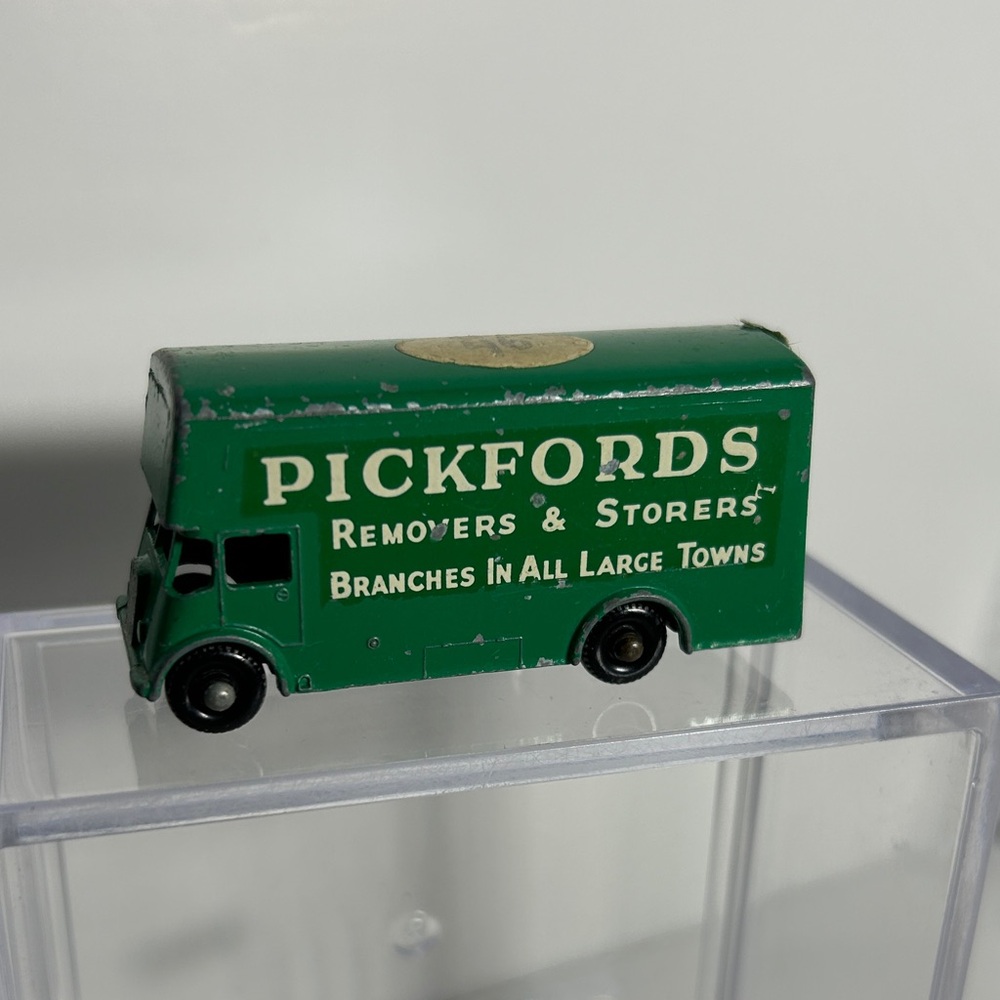 PICKFORDS
REMOVERS & STORERS
BRANCHES IN ALL LARGE TOWNS